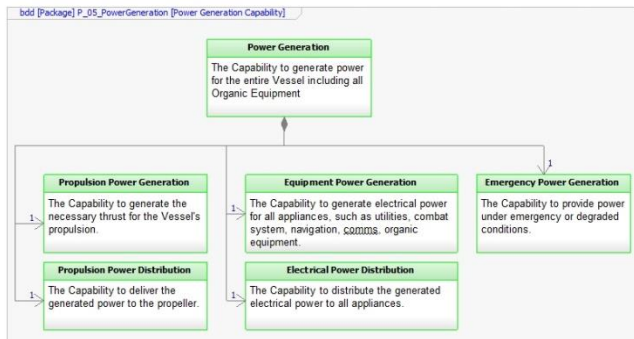 bdd [Package] P_05_PowerGeneration [Power Generation Capability]
Power Generation
The Capability to generate power
for the entire Vessel including all
Organic Equipment
1
Propulsion Power Generation
The Capability to generate the
necessary thrust for the Vessel's
propulsion.
1
Equipment Power Generation
The Capability to generate electrical power
for all appliances, such as utilities, combat
system, navigation, comms, organic
equipment.
1
Emergency Power Generation
The Capability to provide power
under emergency or degraded
conditions.
1
Propulsion Power Distribution
The Capability to deliver the
generated power to the propeller.
1
Electrical Power Distribution
The Capability to distribute the generated
electrical power to all appliances.